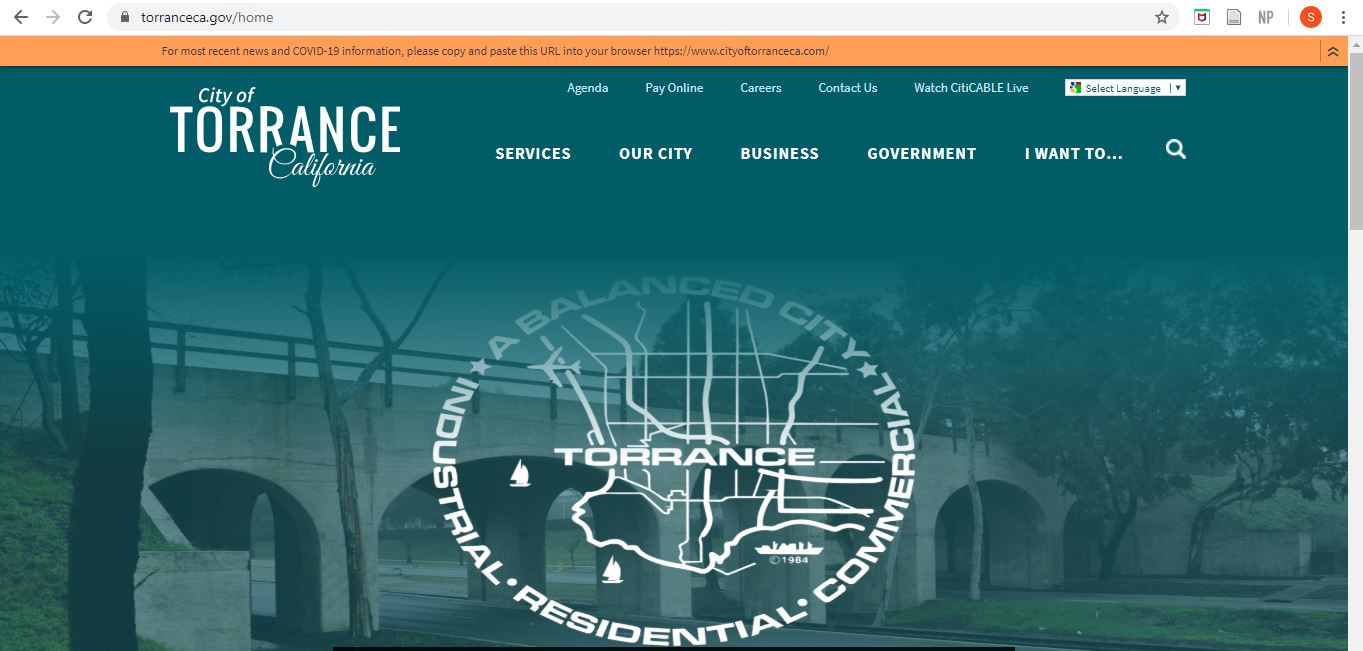 torranceca.gov/home
NP
S
For most recent news and COVID-19 information, please copy and paste this URL into your browser https://www.cityoftorranceca.com/
Agenda Pay Online Careers Contact Us Watch CitiCABLE Live Select Language
City of
TORRANCE
California
SERVICES OUR CITY BUSINESS GOVERNMENT I WANT TO...
A BALANCED CITY
TORRANCE
©1984
INDUSTRIAL • RESIDENTIAL • COMMERCIAL